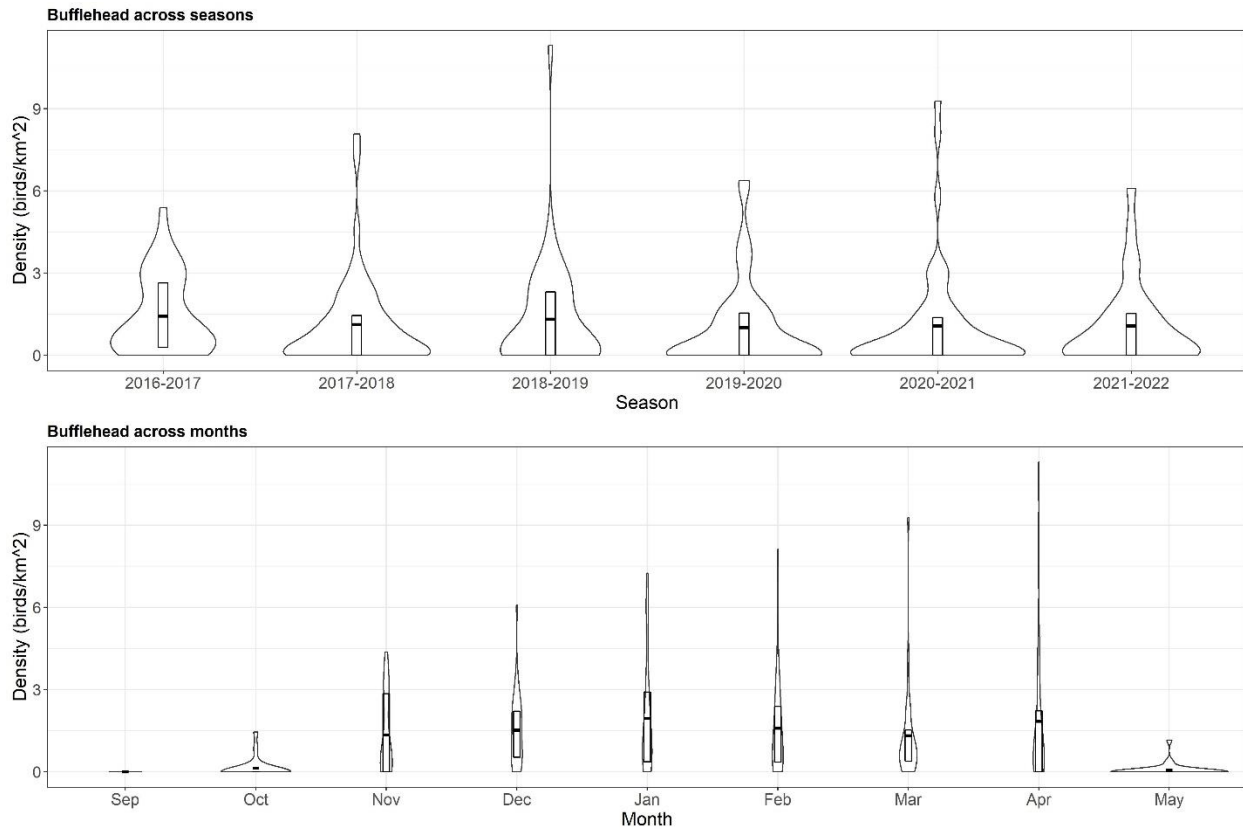 Bufflehead across seasons
Density (birds/km^2)
9
6
3
0
2016-2017 2017-2018 2018-2019 2019-2020 2020-2021 2021-2022
Season
Bufflehead across months
Density (birds/km^2)
9
6
3
0
Sep Oct Nov Dec Jan Feb Mar Apr May
Month